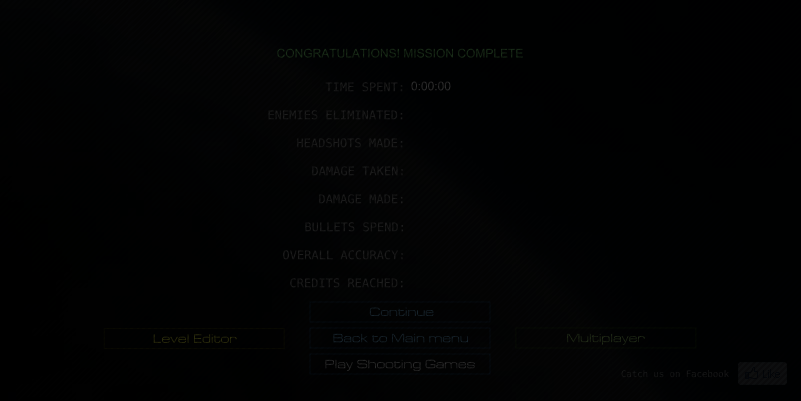 CONGRATULATIONS! MISSION COMPLETE
TIME SPENT: 0:00:00
ENEMIES ELIMINATED:
HEADSHOTS MADE:
DAMAGE TAKEN:
DAMAGE MADE:
BULLETS SPEND:
OVERALL ACCURACY:
CREDITS REACHED:
Continue
Level Editor
Back to Main menu
Multiplayer
Play Shooting Games
Catch us on Facebook